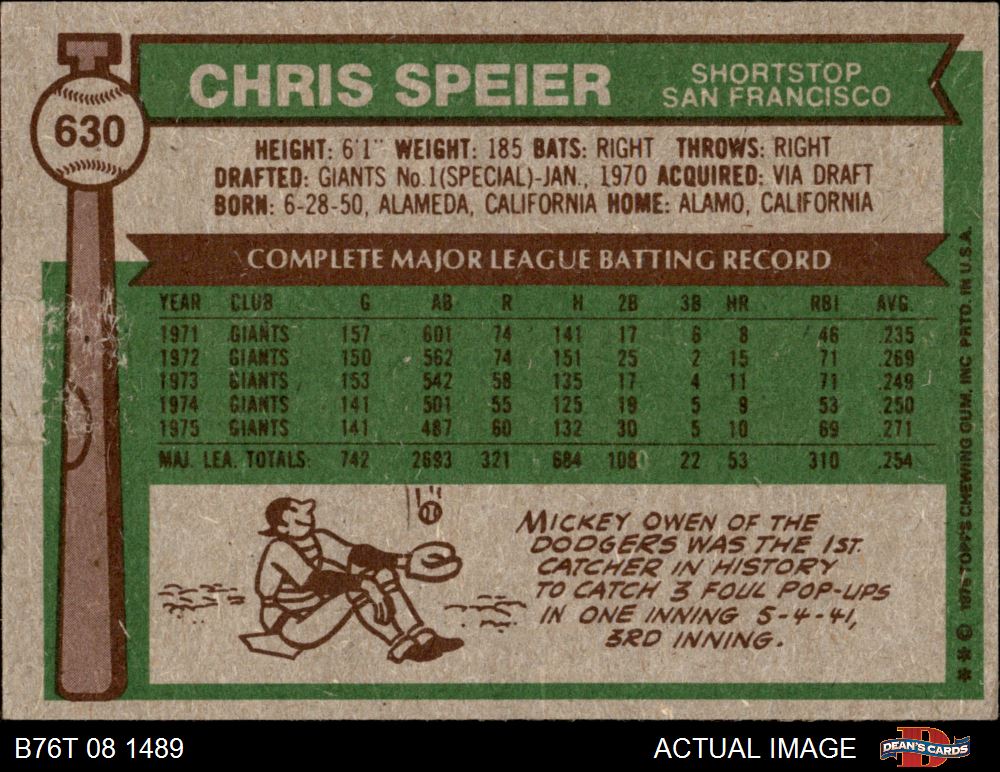 630
CHRIS SPEIER
SHORTSTOP
SAN FRANCISCO
HEIGHT: 6'1" WEIGHT: 185 BATS: RIGHT THROWS: RIGHT
DRAFTED: GIANTS No.1(SPECIAL)-JAN., 1970 ACQUIRED: VIA DRAFT
BORN: 6-28-50, ALAMEDA, CALIFORNIA HOME: ALAMO, CALIFORNIA
COMPLETE MAJOR LEAGUE BATTING RECORD
YEAR CLUB G AB R H 2B 3B HR RBI AVG.
1971 GIANTS 157 601 74 141 17 6 8 46 .235
1972 GIANTS 150 562 74 151 25 2 15 71 .269
1973 GIANTS 153 542 58 135 17 4 11 71 .249
1974 GIANTS 141 501 55 125 19 5 9 53 .250
1975 GIANTS 141 487 60 132 30 5 10 69 .271
MAJ. LEA. TOTALS: 742 2693 321 684 108 22 53 310 .254
MICKEY OWEN OF THE
DODGERS WAS THE 1ST.
CATCHER IN HISTORY
TO CATCH 3 FOUL POP-UPS
IN ONE INNING 5-4-41,
3RD INNING.
* * © 1976 TOPPS CHEWING GUM, INC PRTD. IN U.S.A.
B76T 08 1489
ACTUAL IMAGE
D
DEAN'S CARDS